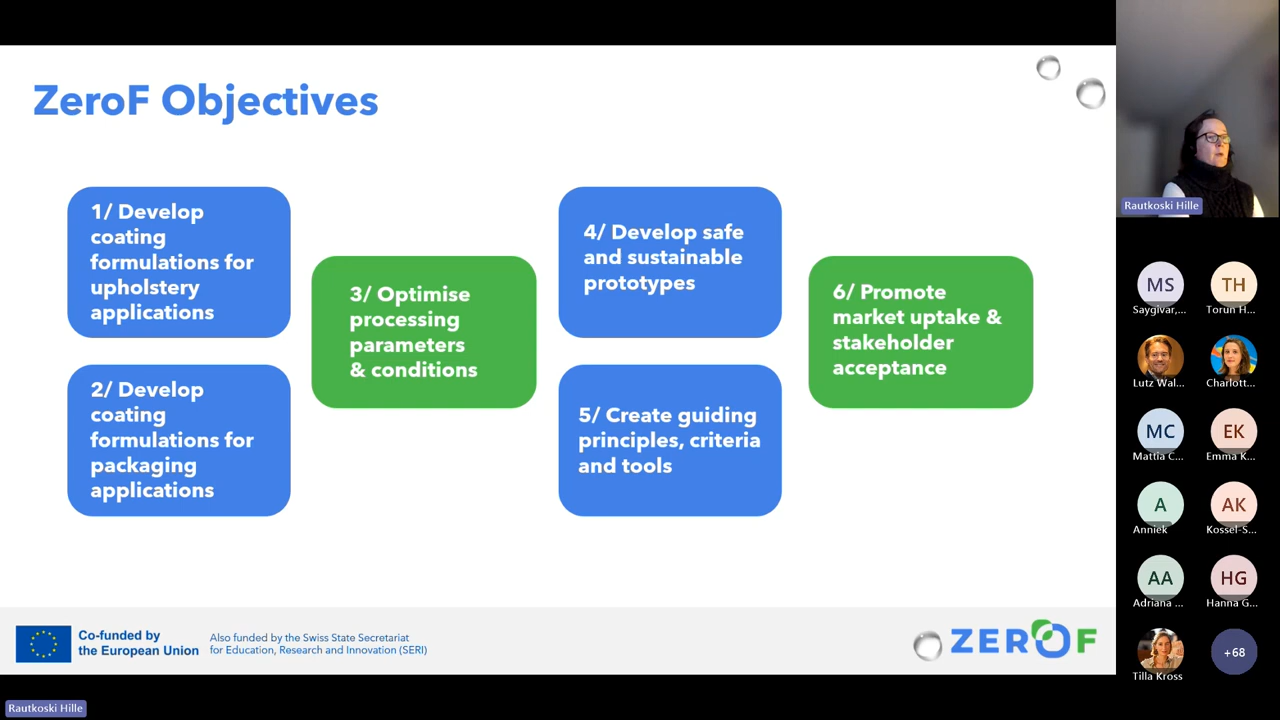 ZeroF Objectives
1/ Develop
coating
formulations for
upholstery
applications
2/ Develop
coating
formulations for
packaging
applications
3/ Optimise
processing
parameters
& conditions
4/ Develop safe
and sustainable
prototypes
5/ Create guiding
principles, criteria
and tools
6/ Promote
market uptake &
stakeholder
acceptance
Co-funded by
the European Union
Also funded by the Swiss State Secretariat
for Education, Research and Innovation (SERI)
ZEROF
Rautkoski Hille
MS
Saygivar,...
TH
Torun H...
Lutz Wal...
Charlott...
MC
Mattia C...
EK
Emma K...
A
Anniek
AK
Kossel-S...
AA
Adriana ...
HG
Hanna G...
Tilla Kross
+68
Rautkoski Hille